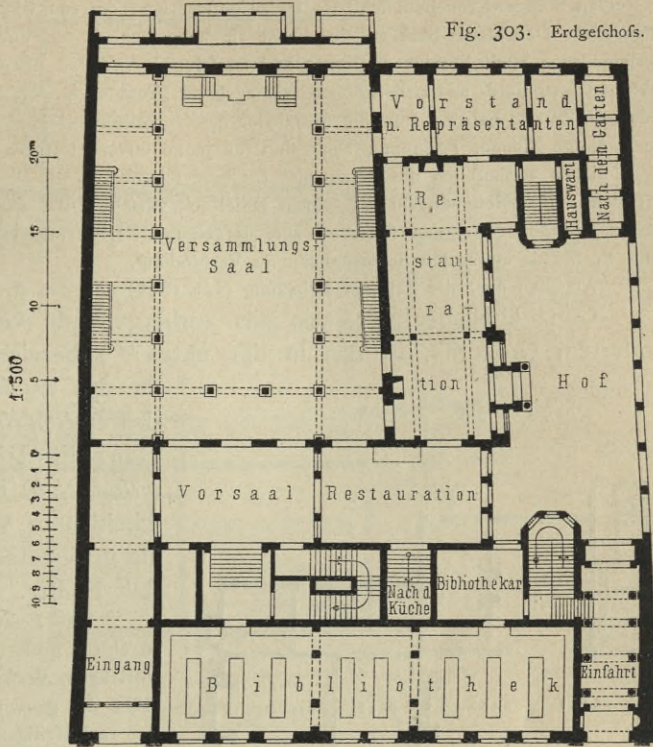 Fig. 303. Erdgeſchoſs.
Vorstand
u. Repräsentanten
Nach dem Garten
Hauswart
Re-
stau-
ra-
tion
Versammlungs-
Saal
Hof
20m
15
10
5
0
1
2
3
4
5
6
7
8
9
10
1:500
Vorsaal
Restauration
Nach d.
Küche
Bibliothekar
Eingang
Bibliothek
Einfahrt